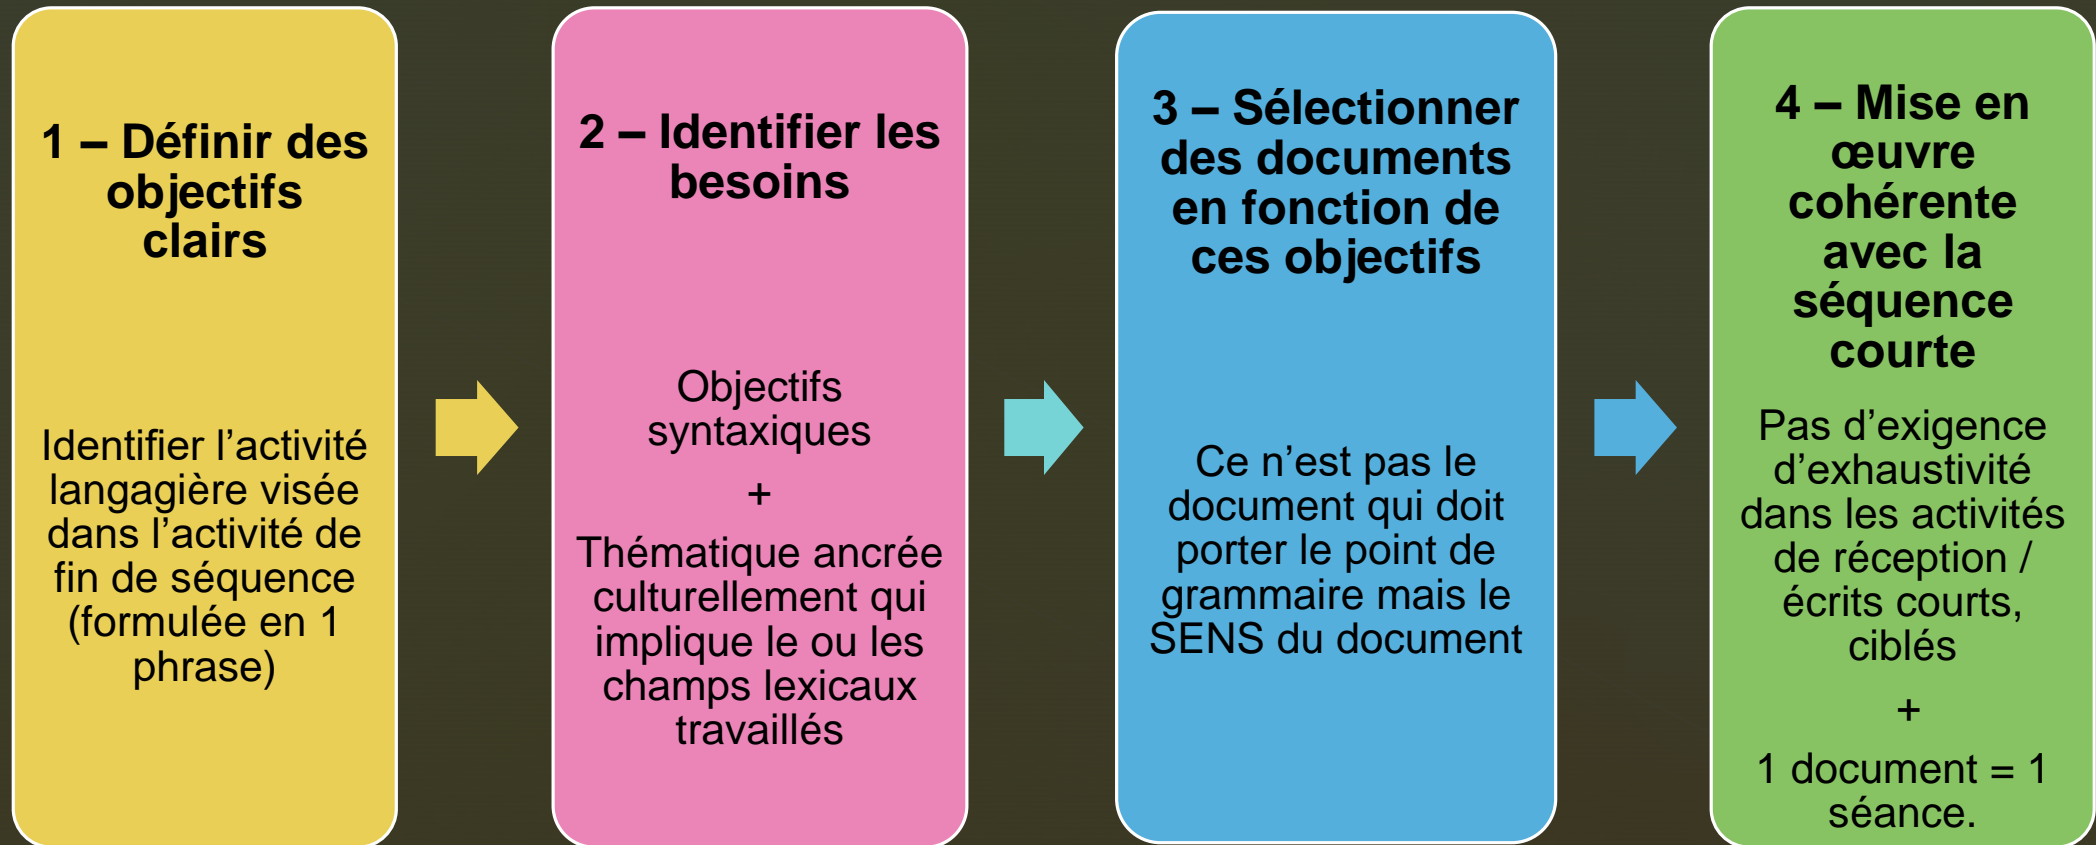 1 – Définir des
objectifs
clairs
Identifier l’activité
langagière visée
dans l’activité de
fin de séquence
(formulée en 1
phrase)
2 – Identifier les
besoins
Objectifs
syntaxiques
+
Thématique ancrée
culturellement qui
implique le ou les
champs lexicaux
travaillés
3 – Sélectionner
des documents
en fonction de
ces objectifs
Ce n’est pas le
document qui doit
porter le point de
grammaire mais le
SENS du document
4 – Mise en
œuvre
cohérente
avec la
séquence
courte
Pas d’exigence
d’exhaustivité
dans les activités
de réception /
écrits courts,
ciblés
+
1 document = 1
séance.